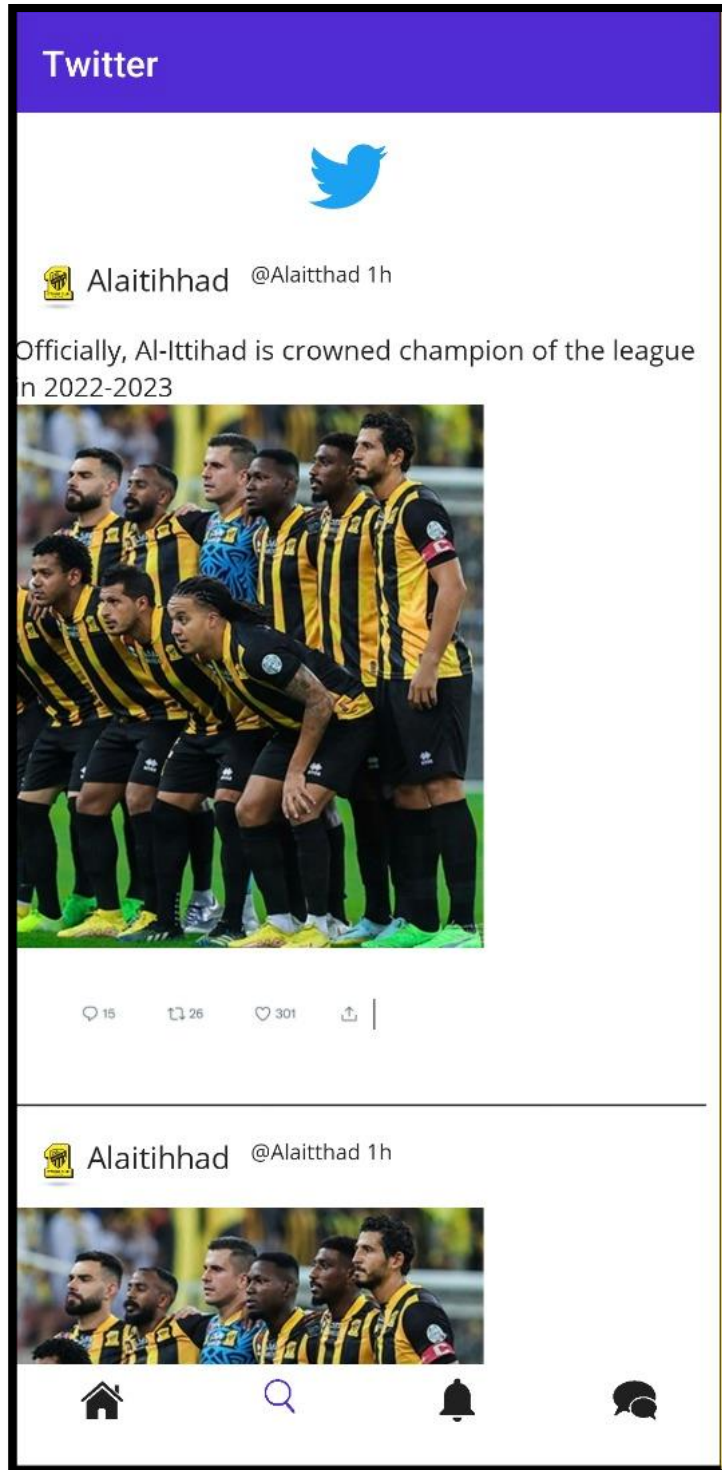 Twitter
Alaitihhad @Alaitthad 1h
Officially, Al-Ittihad is crowned champion of the league
in 2022-2023
15 26 301
Alaitihhad @Alaitthad 1h